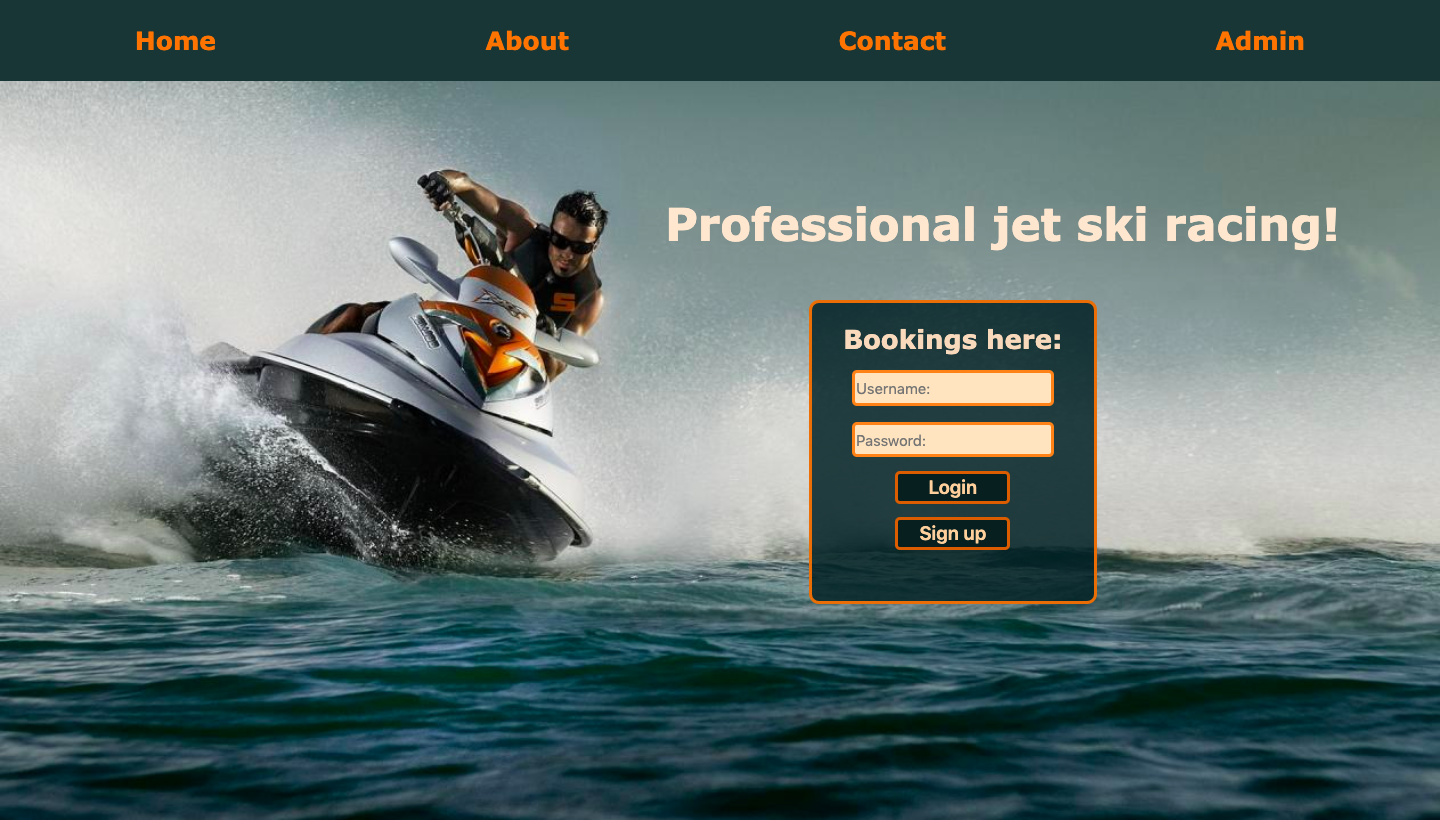 Home About Contact Admin
Professional jet ski racing!
Bookings here:
Username:
Password:
Login
Sign up